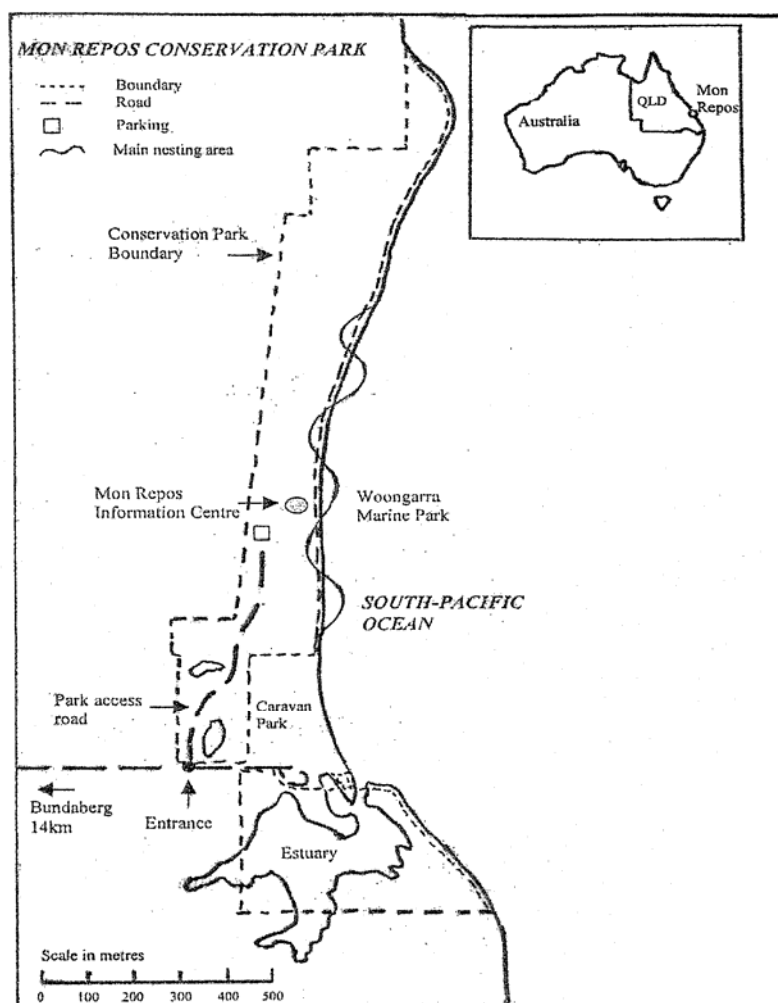 MON REPOS CONSERVATION PARK
Boundary
Road
Parking
Main nesting area
Australia
QLD
Mon
Repos
Conservation Park
Boundary
Mon Repos
Information Centre
Woongarra
Marine Park
SOUTH-PACIFIC
OCEAN
Park access
road
Caravan
Park
Bundaberg
14km
Entrance
Estuary
Scale in metres
0 100 200 300 400 500